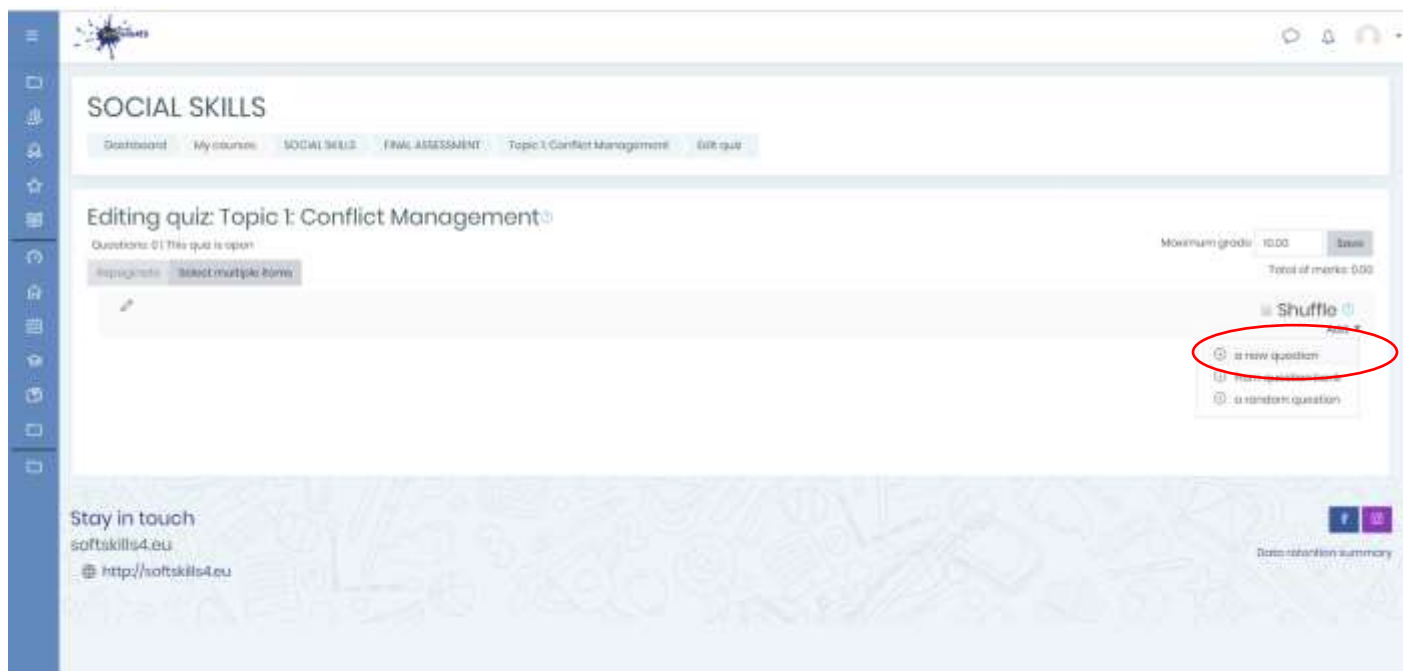 SOCIAL SKILLS
Dashboard My courses SOCIAL SKILLS FINAL ASSESSMENT Topic 1: Conflict Management Edit quiz
Editing quiz: Topic 1: Conflict Management
Questions: 0 | This quiz is open
Maximum grade 10.00 Save
Repaginate Select multiple items
Total of marks: 0.00
Shuffle
Add
a new question
from question bank
a random question
Stay in touch
softskills4.eu
http://softskills4.eu
Data retention summary